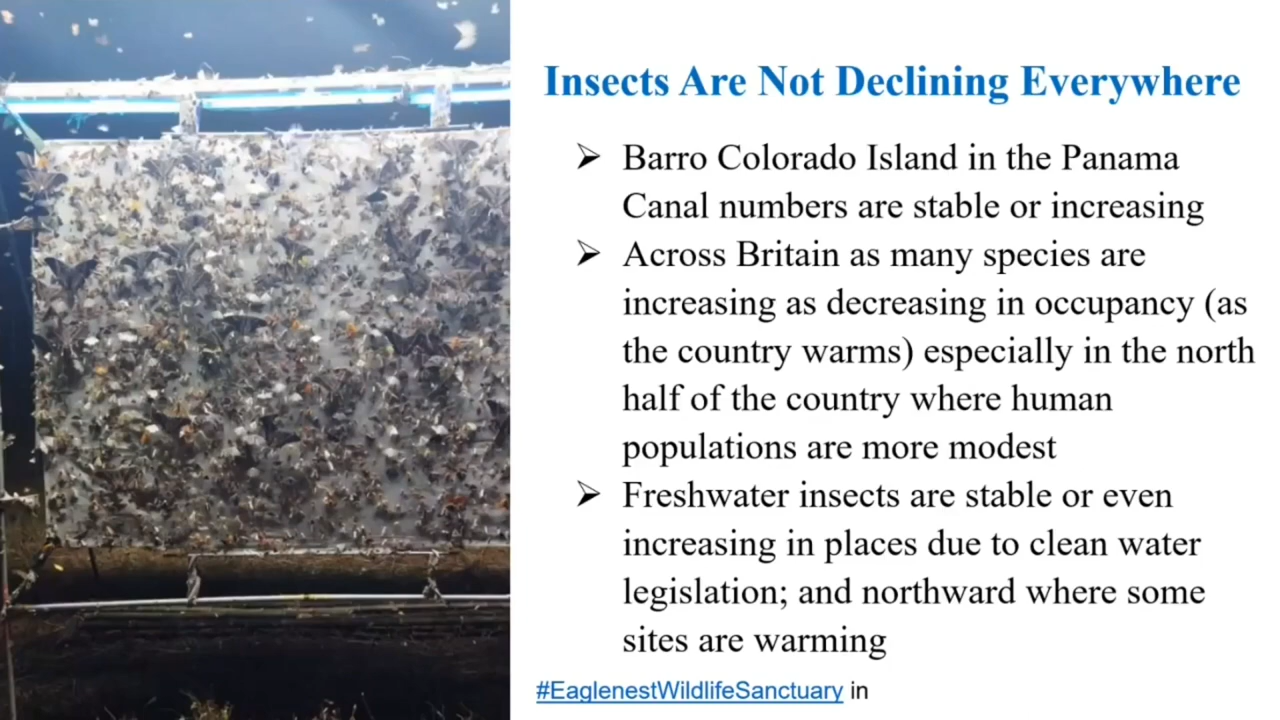 Insects Are Not Declining Everywhere
➢ Barro Colorado Island in the Panama
Canal numbers are stable or increasing
➢ Across Britain as many species are
increasing as decreasing in occupancy (as
the country warms) especially in the north
half of the country where human
populations are more modest
➢ Freshwater insects are stable or even
increasing in places due to clean water
legislation; and northward where some
sites are warming
#EaglenestWildlifeSanctuary in